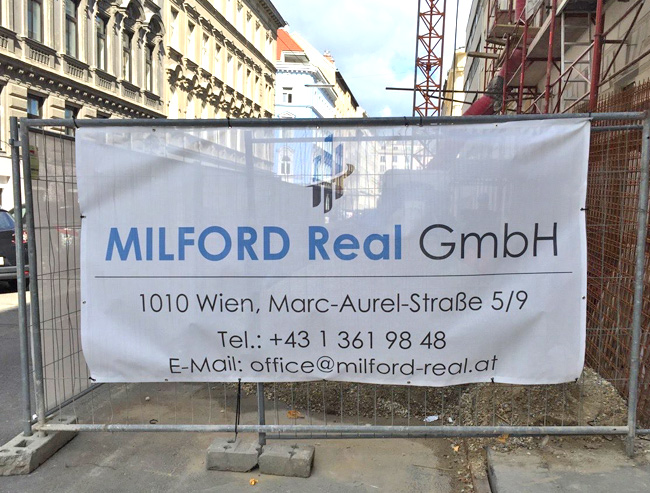 MILFORD Real GmbH
1010 Wien, Marc-Aurel-Straße 5/9
Tel.: +43 1 361 98 48
E-Mail: office@milford-real.at